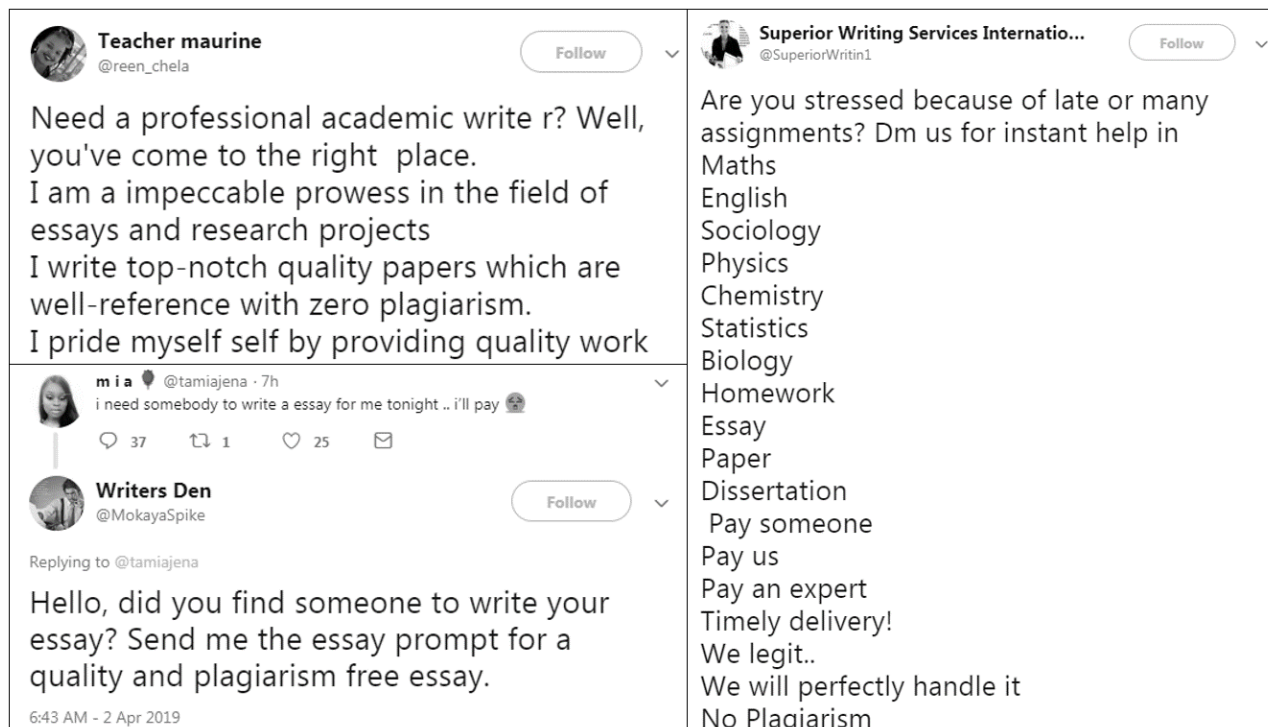 Teacher maurine
@reen_chela
Follow
Need a professional academic write r? Well,
you've come to the right  place.
I am a impeccable prowess in the field of
essays and research projects
I write top-notch quality papers which are
well-reference with zero plagiarism.
I pride myself self by providing quality work
m i a @tamiajena · 7h
i need somebody to write a essay for me tonight .. i'll pay
37 1 25
Writers Den
@MokayaSpike
Follow
Replying to @tamiajena
Hello, did you find someone to write your
essay? Send me the essay prompt for a
quality and plagiarism free essay.
6:43 AM - 2 Apr 2019
Superior Writing Services Internatio...
@SuperiorWritin1
Follow
Are you stressed because of late or many
assignments? Dm us for instant help in
Maths
English
Sociology
Physics
Chemistry
Statistics
Biology
Homework
Essay
Paper
Dissertation
Pay someone
Pay us
Pay an expert
Timely delivery!
We legit..
We will perfectly handle it
No Plagiarism